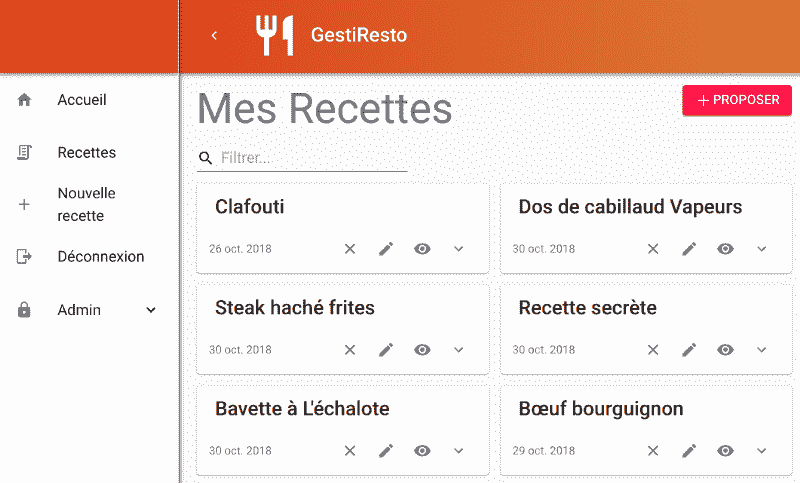 GestiResto
Accueil
Recettes
Nouvelle
recette
Déconnexion
Admin
Mes Recettes
PROPOSER
Filtrer...
Clafouti
26 oct. 2018
Dos de cabillaud Vapeurs
30 oct. 2018
Steak haché frites
30 oct. 2018
Recette secrète
30 oct. 2018
Bavette à L'échalote
30 oct. 2018
Bœuf bourguignon
29 oct. 2018